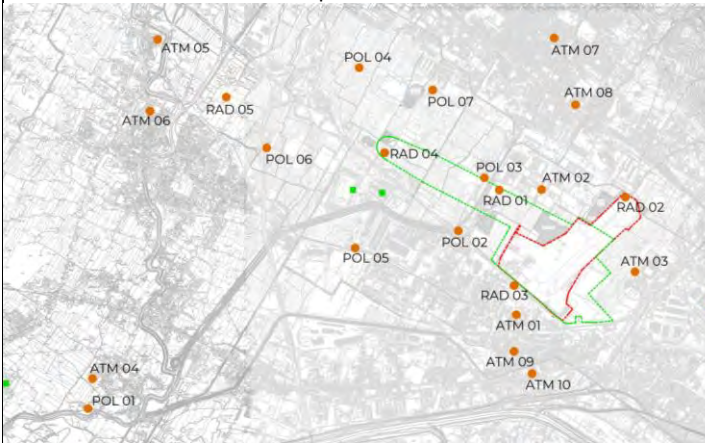 ATM 05
ATM 07
POL 04
ATM 08
POL 07
RAD 05
ATM 06
RAD 04
POL 06
POL 03
RAD 01
ATM 02
RAD 02
POL 02
POL 05
ATM 03
RAD 03
ATM 01
ATM 09
ATM 10
ATM 04
POL 01